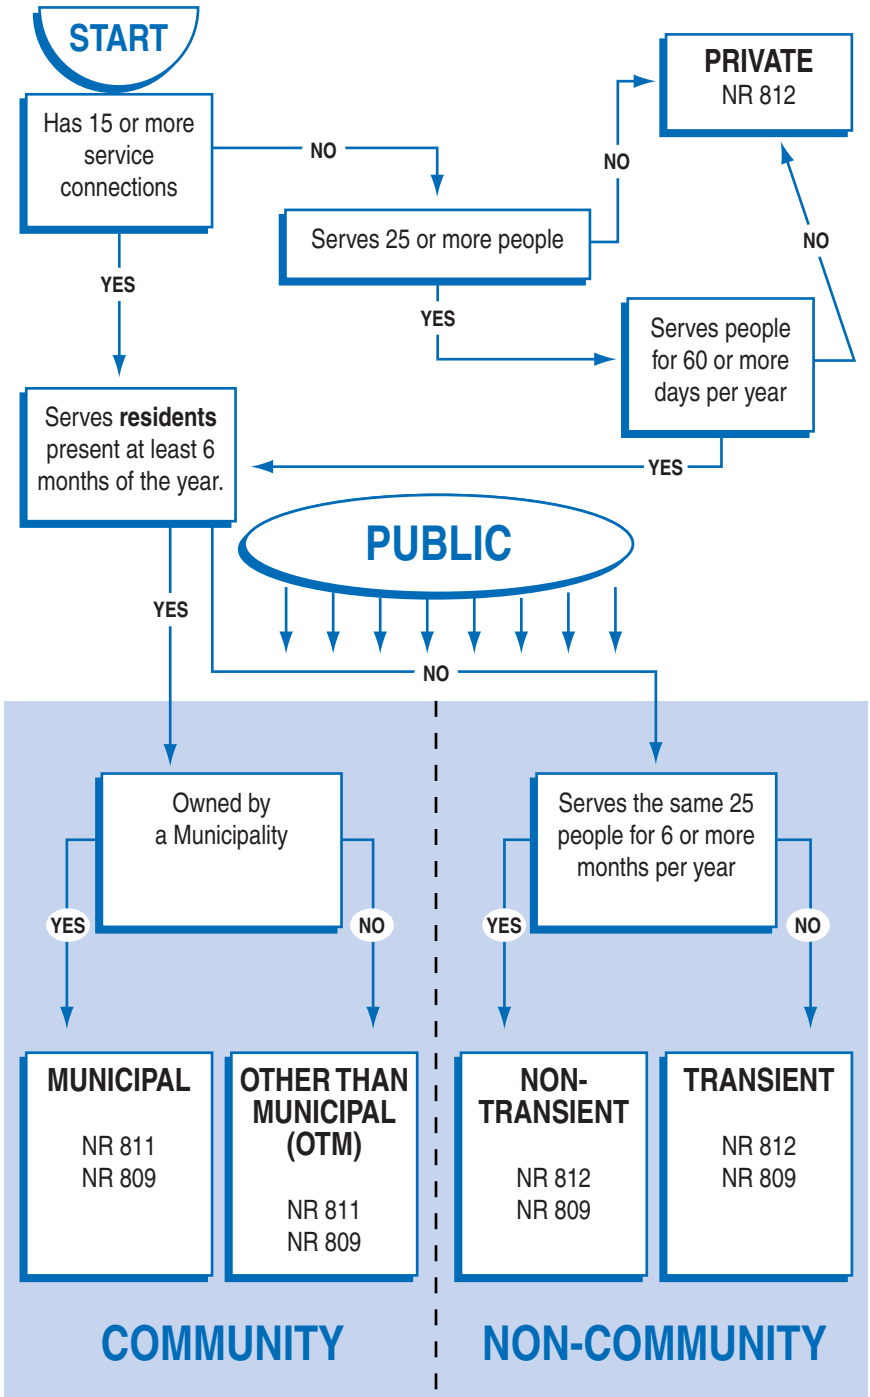 START
Has 15 or more
service
connections
NO
PRIVATE
NR 812
NO
Serves 25 or more people
NO
YES
YES
Serves people
for 60 or more
days per year
Serves residents
present at least 6
months of the year.
YES
PUBLIC
YES
NO
Owned by
a Municipality
Serves the same 25
people for 6 or more
months per year
YES
NO
YES
NO
MUNICIPAL
NR 811
NR 809
OTHER THAN
MUNICIPAL
(OTM)
NR 811
NR 809
NON-
TRANSIENT
NR 812
NR 809
TRANSIENT
NR 812
NR 809
COMMUNITY
NON-COMMUNITY